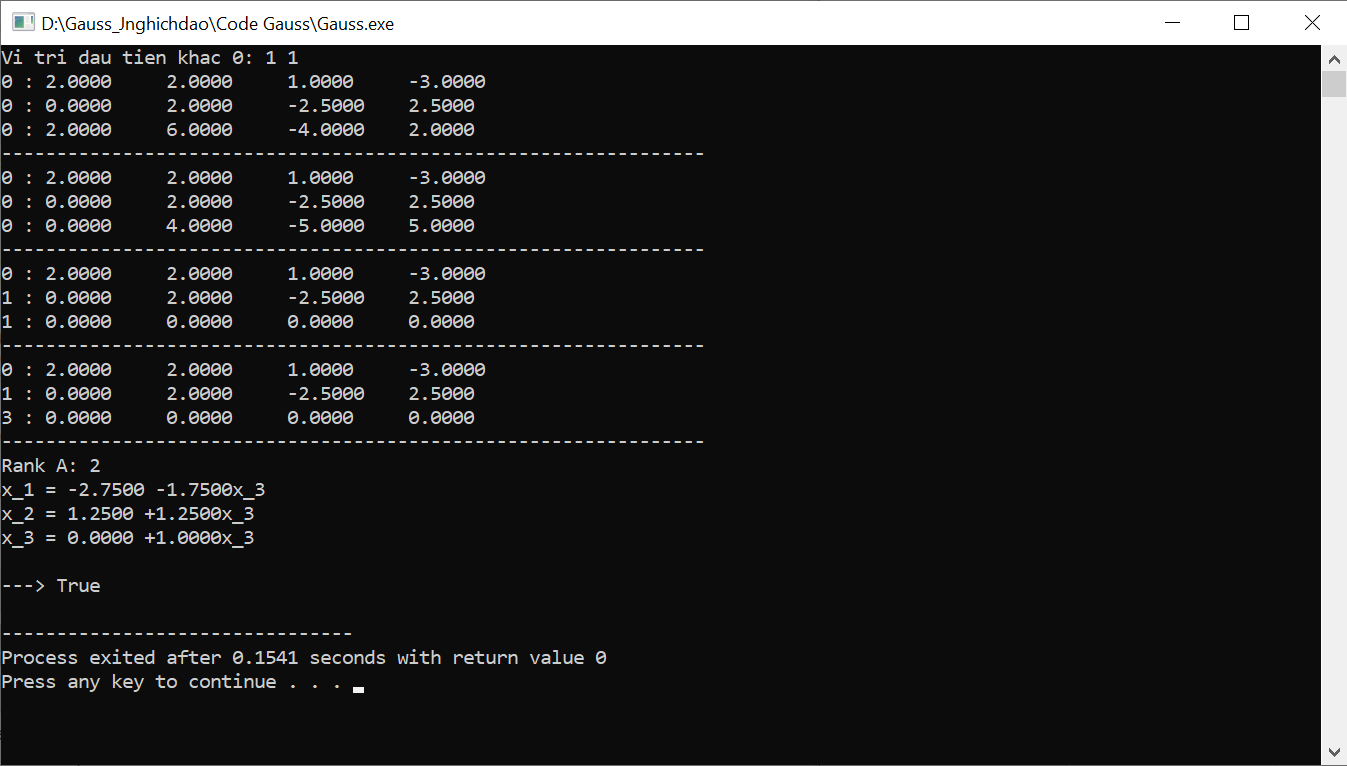 D:\Gauss_Jnghichdao\Code Gauss\Gauss.exe
Vi tri dau tien khac 0: 1 1
0 : 2.0000     2.0000     1.0000     -3.0000
0 : 0.0000     2.0000     -2.5000    2.5000
0 : 2.0000     6.0000     -4.0000    2.0000
----------------------------------------------------------------
0 : 2.0000     2.0000     1.0000     -3.0000
0 : 0.0000     2.0000     -2.5000    2.5000
0 : 0.0000     4.0000     -5.0000    5.0000
----------------------------------------------------------------
0 : 2.0000     2.0000     1.0000     -3.0000
1 : 0.0000     2.0000     -2.5000    2.5000
1 : 0.0000     0.0000     0.0000     0.0000
----------------------------------------------------------------
0 : 2.0000     2.0000     1.0000     -3.0000
1 : 0.0000     2.0000     -2.5000    2.5000
3 : 0.0000     0.0000     0.0000     0.0000
----------------------------------------------------------------
Rank A: 2
x_1 = -2.7500 -1.7500x_3
x_2 = 1.2500 +1.2500x_3
x_3 = 0.0000 +1.0000x_3
---> True
--------------------------------
Process exited after 0.1541 seconds with return value 0
Press any key to continue . . .